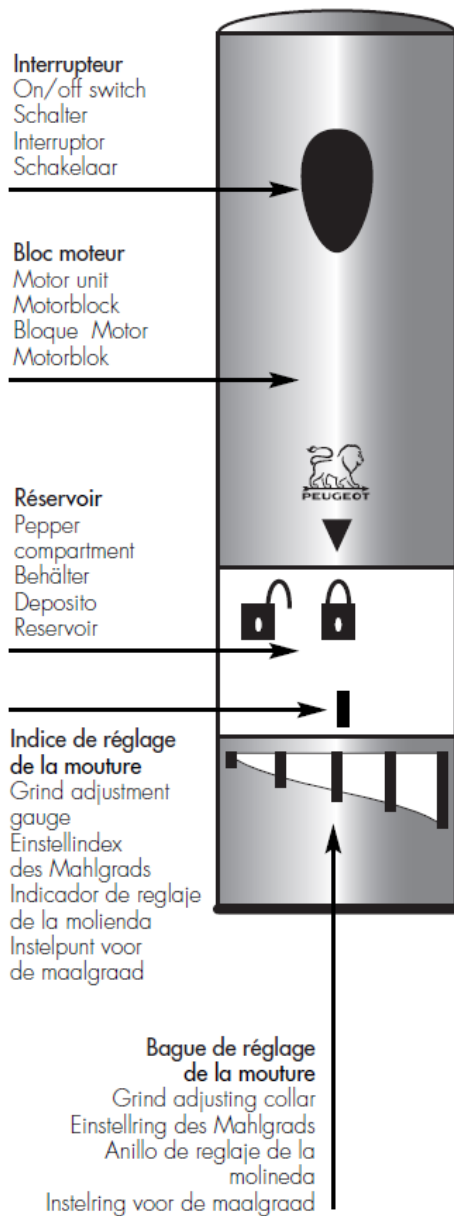 Interrupteur
On/off switch
Schalter
Interruptor
Schakelaar
Bloc moteur
Motor unit
Motorblock
Bloque Motor
Motorblok
PEUGEOT
Réservoir
Pepper
compartment
Behälter
Deposito
Reservoir
Indice de réglage
de la mouture
Grind adjustment
gauge
Einstellindex
des Mahlgrads
Indicador de reglaje
de la molienda
Instelpunt voor
de maalgraad
Bague de réglage
de la mouture
Grind adjusting collar
Einstellring des Mahlgrads
Anillo de reglaje de la
molineda
Instelring voor de maalgraad